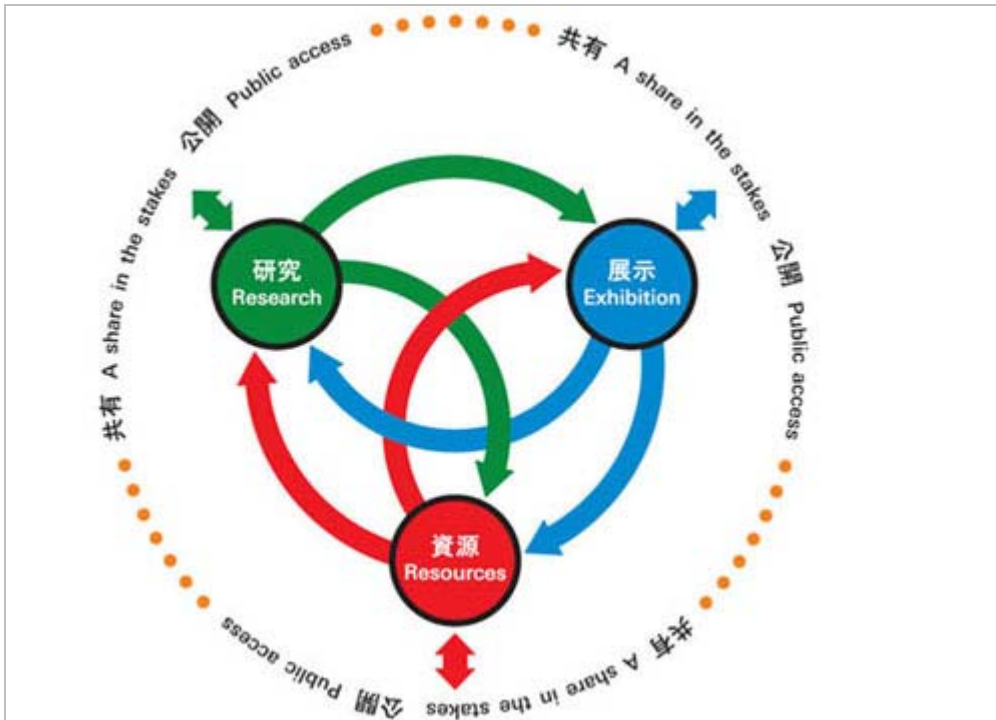 共有 A share in the stakes 公開 Public access
共有 A share in the stakes 公開 Public access
研究
Research
展示
Exhibition
資源
Resources
共有 A share in the stakes 公開 Public access